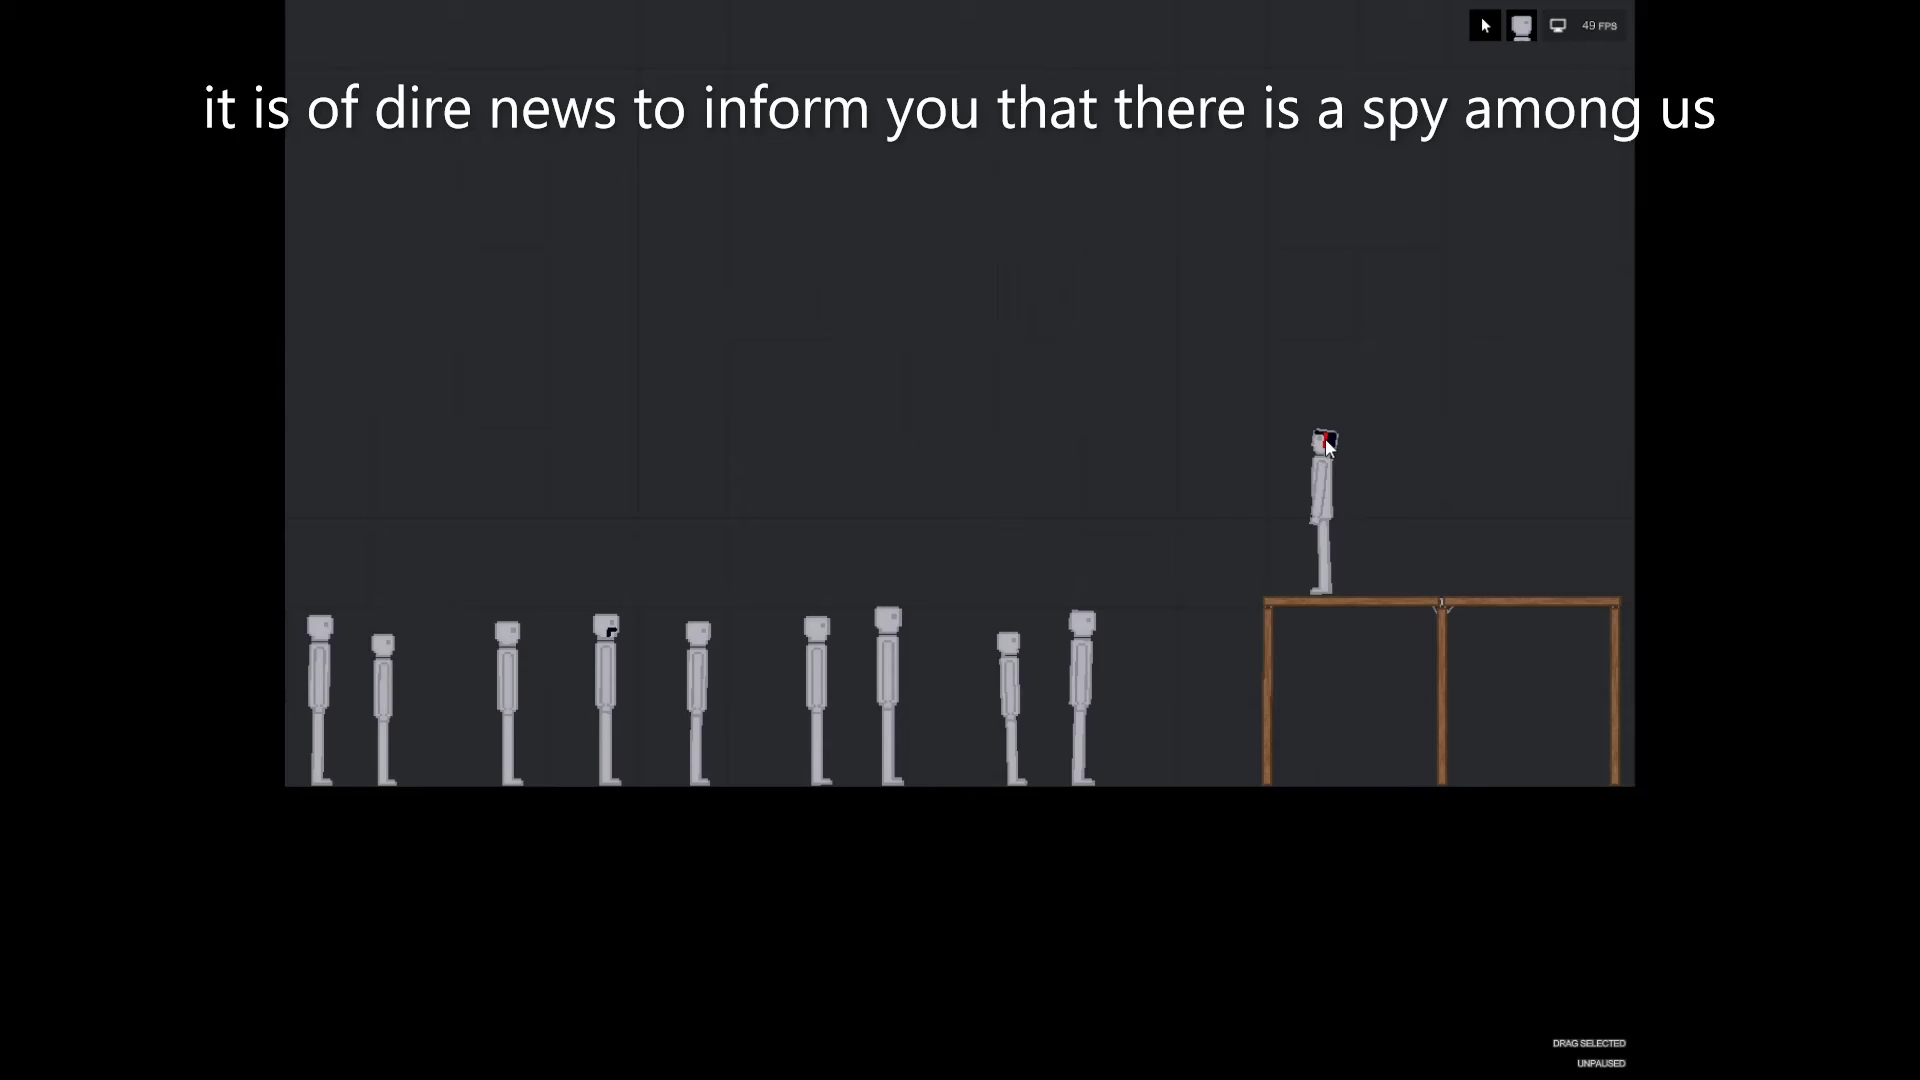 49 FPS
it is of dire news to inform you that there is a spy among us
DRAG SELECTED
UNPAUSED